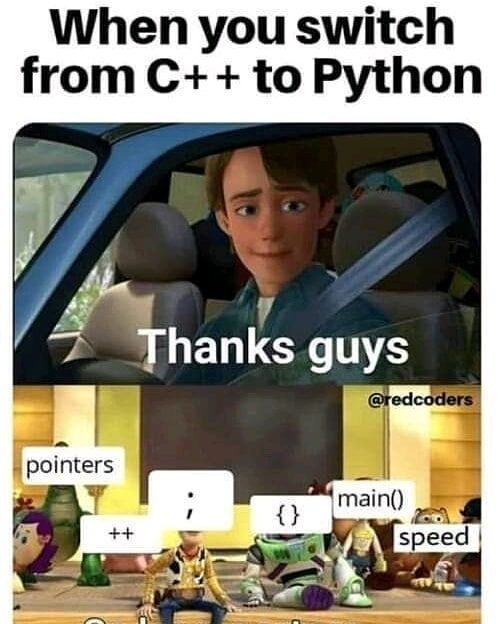 When you switch
from C++ to Python
Thanks guys
@redcoders
pointers
;
main()
{}
++
speed